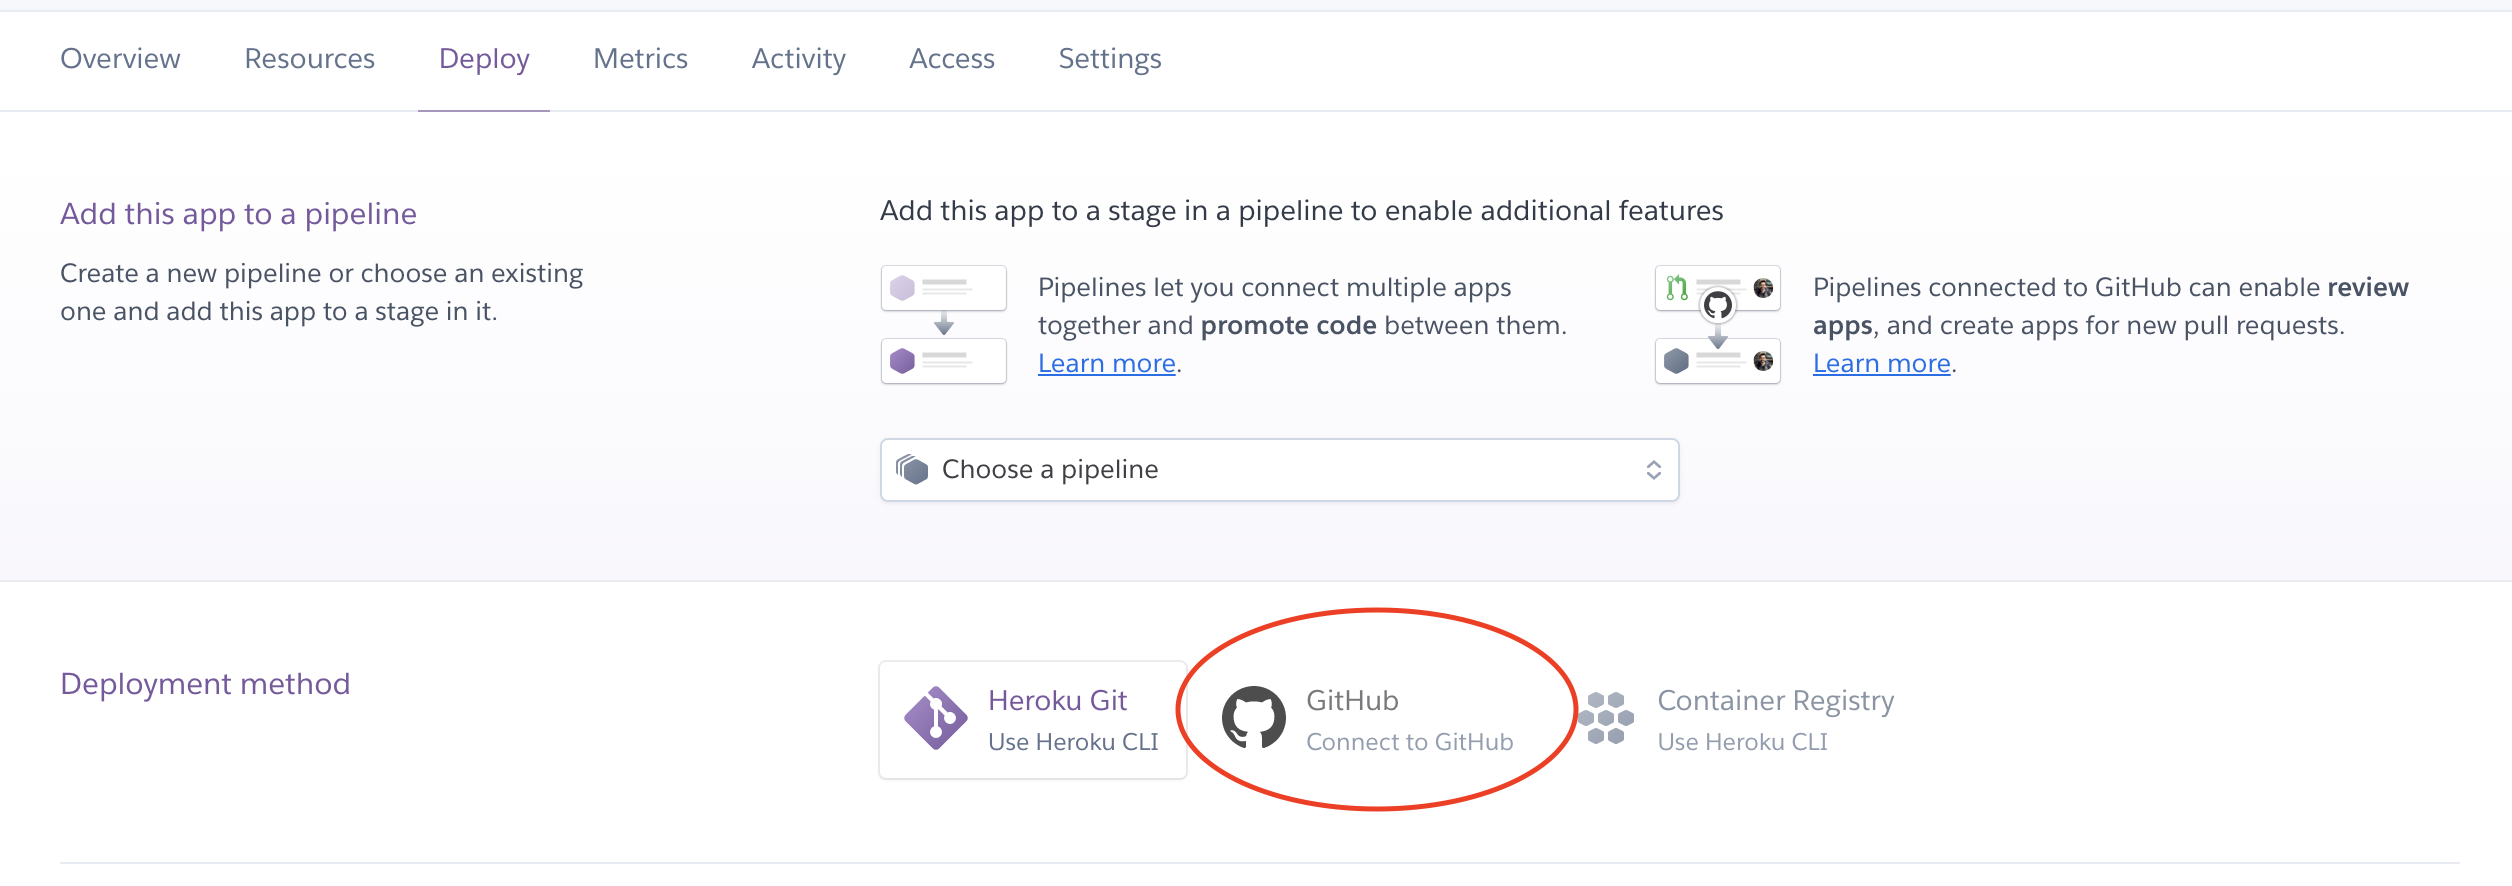 Overview Resources Deploy Metrics Activity Access Settings
Add this app to a pipeline
Create a new pipeline or choose an existing
one and add this app to a stage in it.
Add this app to a stage in a pipeline to enable additional features
Pipelines let you connect multiple apps
together and promote code between them.
Learn more.
Pipelines connected to GitHub can enable review
apps, and create apps for new pull requests.
Learn more.
Choose a pipeline
Deployment method
Heroku Git
Use Heroku CLI
GitHub
Connect to GitHub
Container Registry
Use Heroku CLI